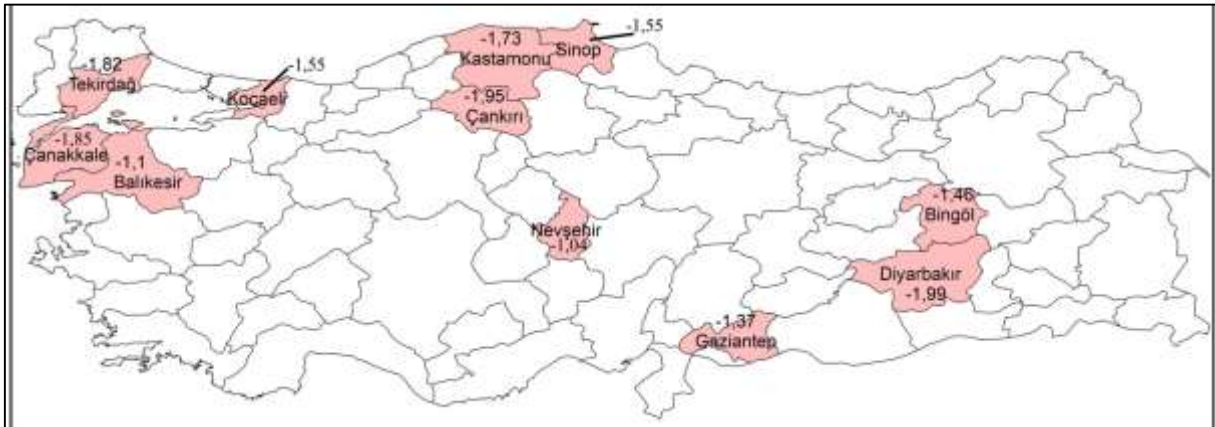 -1,55
-1,73
Kastamonu
Sinop
-1,82
Tekirdağ
-1,55
Kocaeli
-1,95
Çankırı
-1,85
Çanakkale
-1,1
Balıkesir
-1,46
Bingöl
Nevşehir
-1,04
Diyarbakır
-1,99
-1,37
Gaziantep